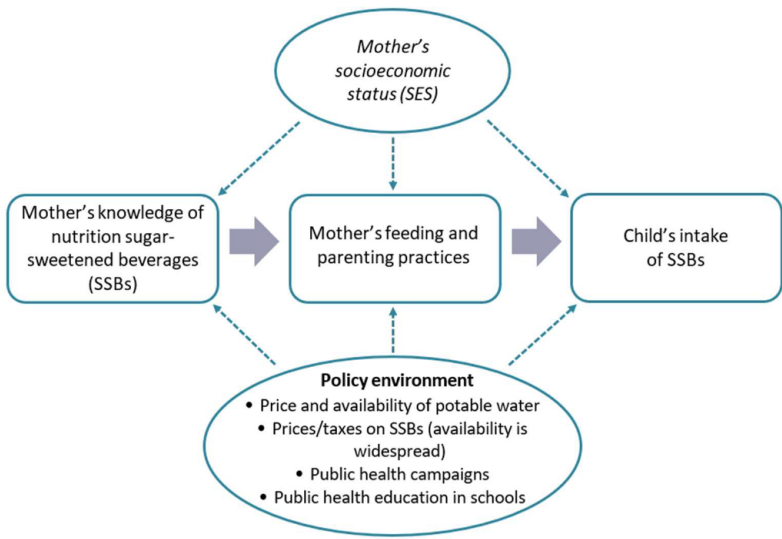 Mother's
socioeconomic
status (SES)
Mother's knowledge of
nutrition sugar-
sweetened beverages
(SSBs)
Mother's feeding and
parenting practices
Child's intake
of SSBs
Policy environment
• Price and availability of potable water
• Prices/taxes on SSBs (availability is
widespread)
• Public health campaigns
• Public health education in schools